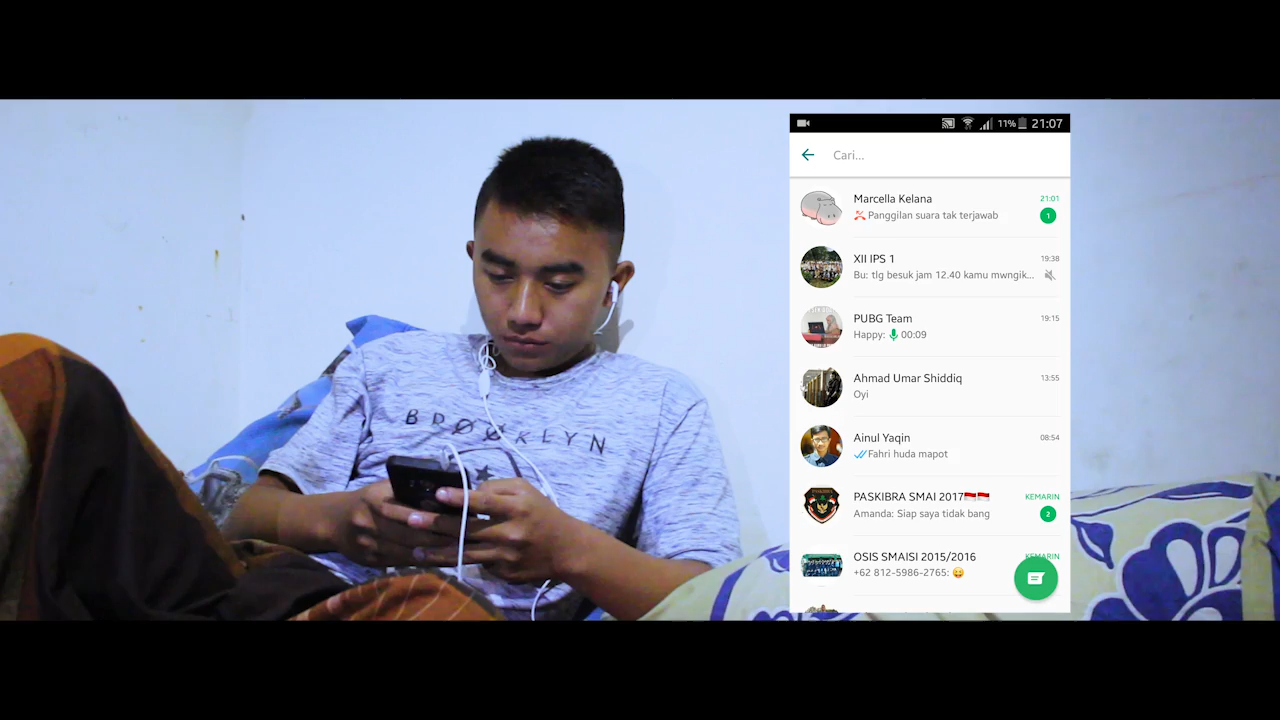 BRØØKLYN
11% 21:07
Cari...
Marcella Kelana 21:01
Panggilan suara tak terjawab 1
XII IPS 1 19:38
Bu: tlg besuk jam 12.40 kamu mwngik...
PUBG Team 19:15
Happy: 00:09
Ahmad Umar Shiddiq 13:55
Oyi
Ainul Yaqin 08:54
Fahri huda mapot
PASKIBRA SMAI 2017🇮🇩🇮🇩 KEMARIN
Amanda: Siap saya tidak bang 2
OSIS SMAISI 2015/2016 KEMARIN
+62 812-5986-2765: 😜